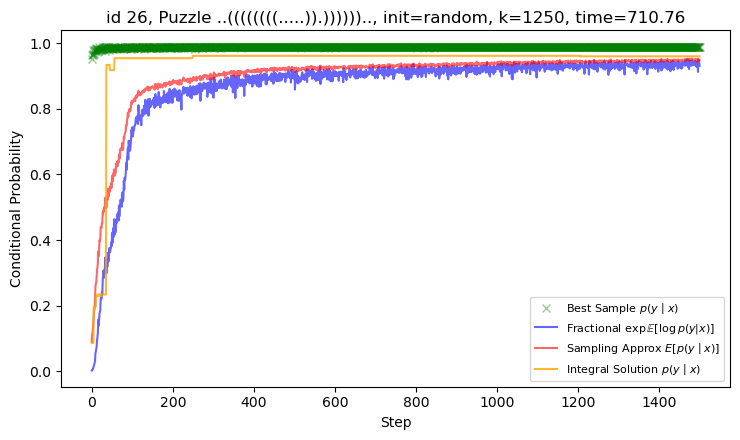 id 26, Puzzle ..((((((((.....)).)))))).., init=random, k=1250, time=710.76
1.0
0.8
0.6
0.4
0.2
0.0
Conditional Probability
Best Sample p(y | x)
Fractional exp𝔼[log p(y|x)]
Sampling Approx E[p(y | x)]
Integral Solution p(y | x)
0 200 400 600 800 1000 1200 1400
Step